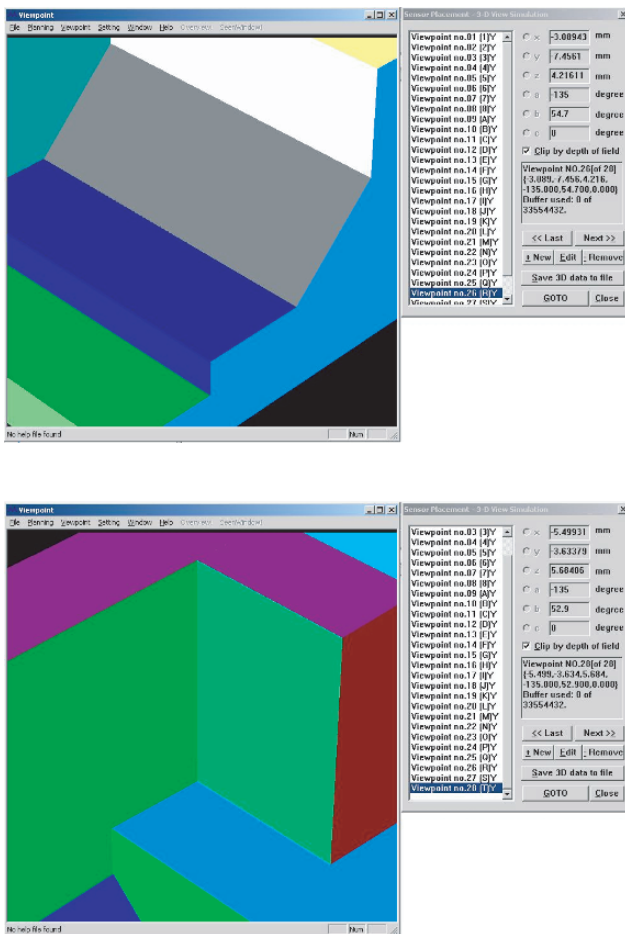 Viewpoint
File Planning Viewpoint Setting Window Help Overview SeenWindow!
No help file found
Num
Sensor Placement - 3-D View Simulation
Viewpoint no.01 [1]Y
Viewpoint no.02 [2]Y
Viewpoint no.03 [3]Y
Viewpoint no.04 [4]Y
Viewpoint no.05 [5]Y
Viewpoint no.06 [6]Y
Viewpoint no.07 [7]Y
Viewpoint no.08 [8]Y
Viewpoint no.09 [A]Y
Viewpoint no.10 [B]Y
Viewpoint no.11 [C]Y
Viewpoint no.12 [D]Y
Viewpoint no.13 [E]Y
Viewpoint no.14 [F]Y
Viewpoint no.15 [G]Y
Viewpoint no.16 [H]Y
Viewpoint no.17 [I]Y
Viewpoint no.18 [J]Y
Viewpoint no.19 [K]Y
Viewpoint no.20 [L]Y
Viewpoint no.21 [M]Y
Viewpoint no.22 [N]Y
Viewpoint no.23 [O]Y
Viewpoint no.24 [P]Y
Viewpoint no.25 [Q]Y
Viewpoint no.26 [R]Y
Viewpoint no.27 [S]Y
x -3.08943 mm
y -7.4561 mm
z 4.21611 mm
a -135 degree
b 54.7 degree
c 0 degree
Clip by depth of field
Viewpoint NO.26[of 28]
(-3.089,-7.456,4.216,
-135.000,54.700,0.000)
Buffer used: 0 of
33554432.
<< Last Next >>
+ New Edit - Remove
Save 3D data to file
GOTO Close
Viewpoint
File Planning Viewpoint Setting Window Help Overview SeenWindow!
No help file found
Num
Sensor Placement - 3-D View Simulation
Viewpoint no.03 [3]Y
Viewpoint no.04 [4]Y
Viewpoint no.05 [5]Y
Viewpoint no.06 [6]Y
Viewpoint no.07 [7]Y
Viewpoint no.08 [8]Y
Viewpoint no.09 [A]Y
Viewpoint no.10 [B]Y
Viewpoint no.11 [C]Y
Viewpoint no.12 [D]Y
Viewpoint no.13 [E]Y
Viewpoint no.14 [F]Y
Viewpoint no.15 [G]Y
Viewpoint no.16 [H]Y
Viewpoint no.17 [I]Y
Viewpoint no.18 [J]Y
Viewpoint no.19 [K]Y
Viewpoint no.20 [L]Y
Viewpoint no.21 [M]Y
Viewpoint no.22 [N]Y
Viewpoint no.23 [O]Y
Viewpoint no.24 [P]Y
Viewpoint no.25 [Q]Y
Viewpoint no.26 [R]Y
Viewpoint no.27 [S]Y
Viewpoint no.28 [T]Y
x -5.49931 mm
y -3.63379 mm
z 5.68406 mm
a -135 degree
b 52.9 degree
c 0 degree
Clip by depth of field
Viewpoint NO.28[of 28]
(-5.499,-3.634,5.684,
-135.000,52.900,0.000)
Buffer used: 0 of
33554432.
<< Last Next >>
+ New Edit - Remove
Save 3D data to file
GOTO Close